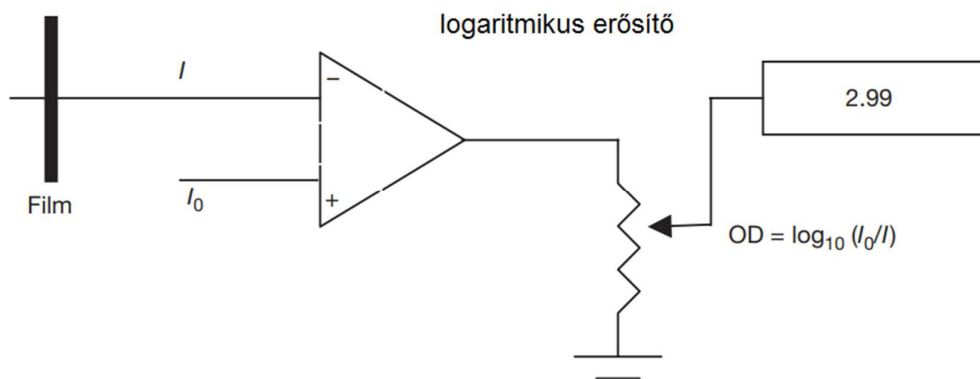 logaritmikus erősítő
I
−
2.99
Film
I₀
+
OD = log₁₀ (I₀/I)